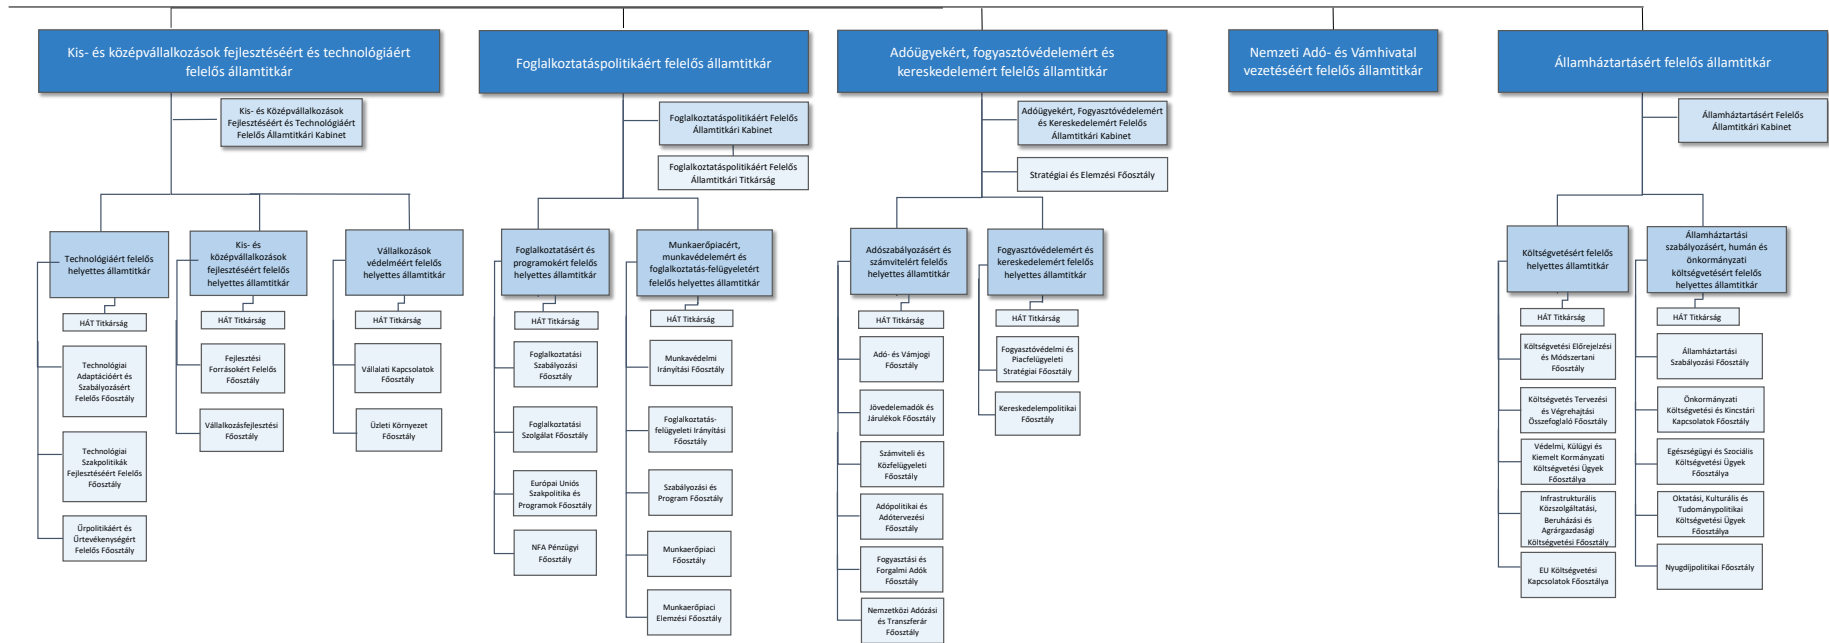 Kis- és középvállalkozások fejlesztéséért és technológiáért
felelős államtitkár
Kis- és Középvállalkozások
Fejlesztéséért és Technológiáért
Felelős Államtitkári Kabinet
Technológiáért felelős
helyettes államtitkár
HÁT Titkárság
Technológiai
Adaptációért és
Szabályozásért
Felelős Főosztály
Technológiai
Szakpolitikák
Fejlesztéséért Felelős
Főosztály
Űrpolitikáért és
Űrtevékenységért
Felelős Főosztály
Kis- és
középvállalkozások
fejlesztéséért felelős
helyettes államtitkár
HÁT Titkárság
Fejlesztési
Forrásokért Felelős
Főosztály
Vállalkozásfejlesztési
Főosztály
Vállalkozások
védelméért felelős
helyettes államtitkár
HÁT Titkárság
Vállalati Kapcsolatok
Főosztály
Üzleti Környezet
Főosztály
Foglalkoztatáspolitikáért felelős államtitkár
Foglalkoztatáspolitikáért Felelős
Államtitkári Kabinet
Foglalkoztatáspolitikáért Felelős
Államtitkári Titkárság
Foglalkoztatásért és
programokért felelős
helyettes államtitkár
HÁT Titkárság
Foglalkoztatási
Szabályozási
Főosztály
Foglalkoztatási
Szolgálat Főosztály
Európai Uniós
Szakpolitika és
Programok Főosztály
NFA Pénzügyi
Főosztály
Munkaerőpiacért,
munkavédelemért és
foglalkoztatás-felügyeletért
felelős helyettes államtitkár
HÁT Titkárság
Munkavédelmi
Irányítási Főosztály
Foglalkoztatás-
felügyeleti Irányítási
Főosztály
Szabályozási és
Program Főosztály
Munkaerőpiaci
Főosztály
Munkaerőpiaci
Elemzési Főosztály
Adóügyekért, fogyasztóvédelemért és
kereskedelemért felelős államtitkár
Adóügyekért, Fogyasztóvédelemért
és Kereskedelemért Felelős
Államtitkári Kabinet
Stratégiai és Elemzési Főosztály
Adószabályozásért és
számvitelért felelős
helyettes államtitkár
HÁT Titkárság
Adó- és Vámjogi
Főosztály
Jövedelemadók és
Járulékok Főosztály
Számviteli és
Közfelügyeleti
Főosztály
Adópolitikai és
Adótervezési
Főosztály
Fogyasztási és
Forgalmi Adók
Főosztály
Nemzetközi Adózási
és Transzferár
Főosztály
Fogyasztóvédelemért és
kereskedelemért felelős
helyettes államtitkár
HÁT Titkárság
Fogyasztóvédelmi és
Piacfelügyeleti
Stratégiai Főosztály
Kereskedelempolitikai
Főosztály
Nemzeti Adó- és Vámhivatal
vezetéséért felelős államtitkár
Államháztartásért felelős államtitkár
Államháztartásért Felelős
Államtitkári Kabinet
Költségvetésért felelős
helyettes államtitkár
HÁT Titkárság
Költségvetési Előrejelzési
és Módszertani
Főosztály
Költségvetés Tervezési
és Végrehajtási
Összefoglaló Főosztály
Védelmi, Külügyi és
Kiemelt Kormányzati
Költségvetési Ügyek
Főosztálya
Infrastrukturális
Közszolgáltatási,
Beruházási és
Agrárgazdasági
Költségvetési Főosztály
EU Költségvetési
Kapcsolatok Főosztálya
Államháztartási
szabályozásért, humán és
önkormányzati
költségvetésért felelős
helyettes államtitkár
HÁT Titkárság
Államháztartási
Szabályozási Főosztály
Önkormányzati
Költségvetési és Kincstári
Kapcsolatok Főosztály
Egészségügyi és Szociális
Költségvetési Ügyek
Főosztálya
Oktatási, Kulturális és
Tudománypolitikai
Költségvetési Ügyek
Főosztálya
Nyugdíjpolitikai Főosztály